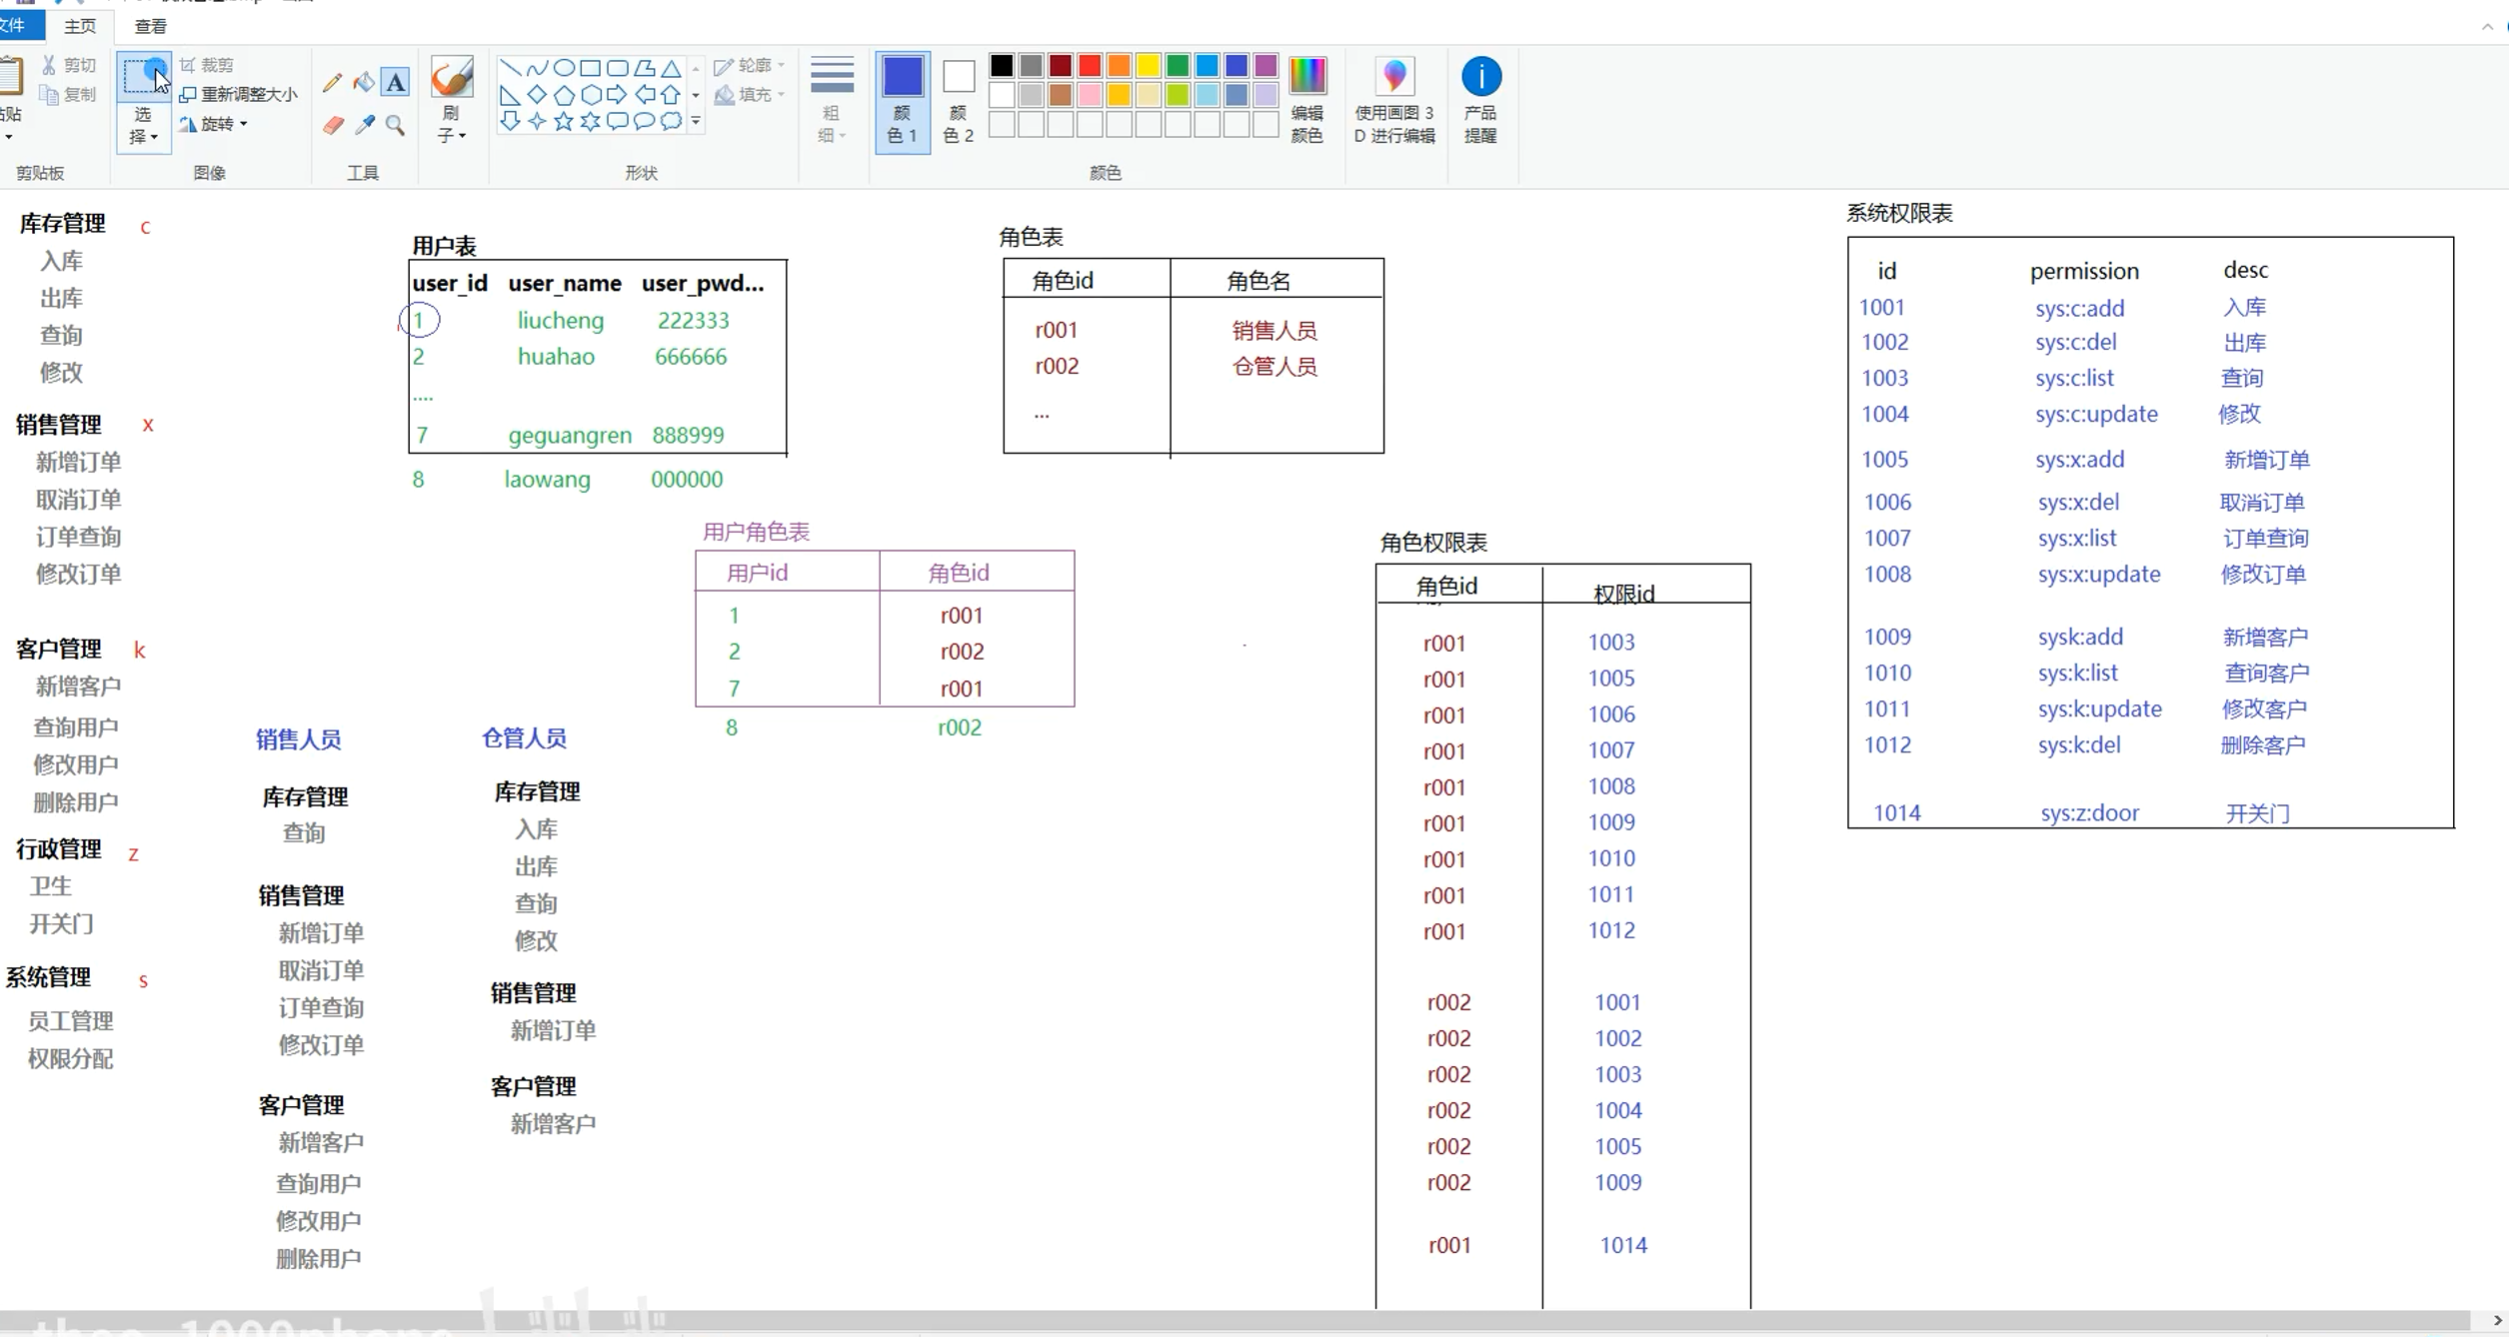 文件 主页 查看
剪切
复制
选择
裁剪
重新调整大小
旋转
刷子
轮廓
填充
粗细
颜色 1
颜色 2
编辑颜色
使用画图 3 D 进行编辑
产品提醒
剪贴板 图像 工具 形状 颜色
库存管理 c
入库
出库
查询
修改
销售管理 x
新增订单
取消订单
订单查询
修改订单
客户管理 k
新增客户
查询用户
修改用户
删除用户
行政管理 z
卫生
开关门
系统管理 s
员工管理
权限分配
销售人员
库存管理
查询
销售管理
新增订单
取消订单
订单查询
修改订单
客户管理
新增客户
查询用户
修改用户
删除用户
仓管人员
库存管理
入库
出库
查询
修改
销售管理
新增订单
客户管理
新增客户
用户表
user_id user_name user_pwd...
1 liucheng 222333
2 huahao 666666
....
7 geguangren 888999
8 laowang 000000
用户角色表
用户id 角色id
1 r001
2 r002
7 r001
8 r002
角色表
角色id 角色名
r001 销售人员
r002 仓管人员
...
角色权限表
角色id 权限id
r001 1003
r001 1005
r001 1006
r001 1007
r001 1008
r001 1009
r001 1010
r001 1011
r001 1012
r002 1001
r002 1002
r002 1003
r002 1004
r002 1005
r002 1009
r001 1014
系统权限表
id permission desc
1001 sys:c:add 入库
1002 sys:c:del 出库
1003 sys:c:list 查询
1004 sys:c:update 修改
1005 sys:x:add 新增订单
1006 sys:x:del 取消订单
1007 sys:x:list 订单查询
1008 sys:x:update 修改订单
1009 sysk:add 新增客户
1010 sys:k:list 查询客户
1011 sys:k:update 修改客户
1012 sys:k:del 删除客户
1014 sys:z:door 开关门